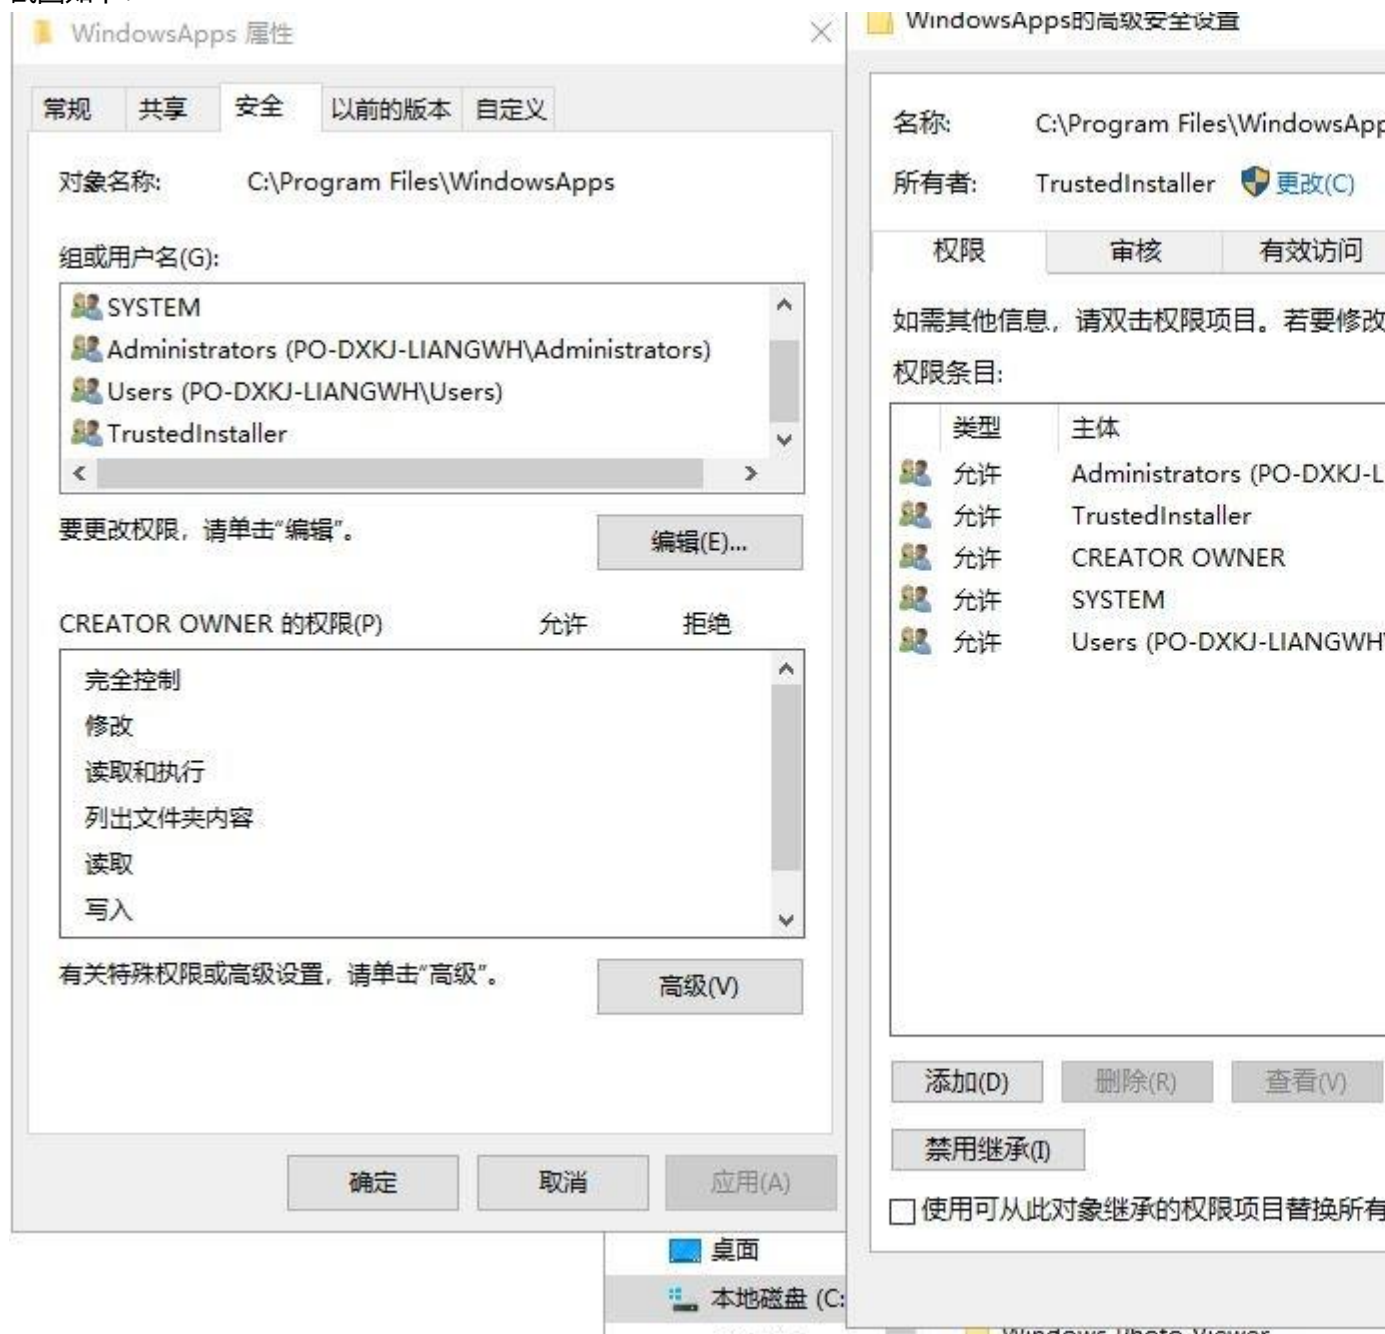 WindowsApps 属性
常规 共享 安全 以前的版本 自定义
对象名称: C:\Program Files\WindowsApps
组或用户名(G):
SYSTEM
Administrators (PO-DXKJ-LIANGWH\Administrators)
Users (PO-DXKJ-LIANGWH\Users)
TrustedInstaller
要更改权限，请单击“编辑”。
编辑(E)...
CREATOR OWNER 的权限(P) 允许 拒绝
完全控制
修改
读取和执行
列出文件夹内容
读取
写入
有关特殊权限或高级设置，请单击“高级”。
高级(V)
确定 取消 应用(A)
WindowsApps的高级安全设置
名称: C:\Program Files\WindowsApp
所有者: TrustedInstaller 更改(C)
权限 审核 有效访问
如需其他信息，请双击权限项目。若要修改
权限条目:
类型 主体
允许 Administrators (PO-DXKJ-L
允许 TrustedInstaller
允许 CREATOR OWNER
允许 SYSTEM
允许 Users (PO-DXKJ-LIANGWH
添加(D) 删除(R) 查看(V)
禁用继承(I)
使用可从此对象继承的权限项目替换所有
桌面
本地磁盘 (C:
Windows Photo Viewer